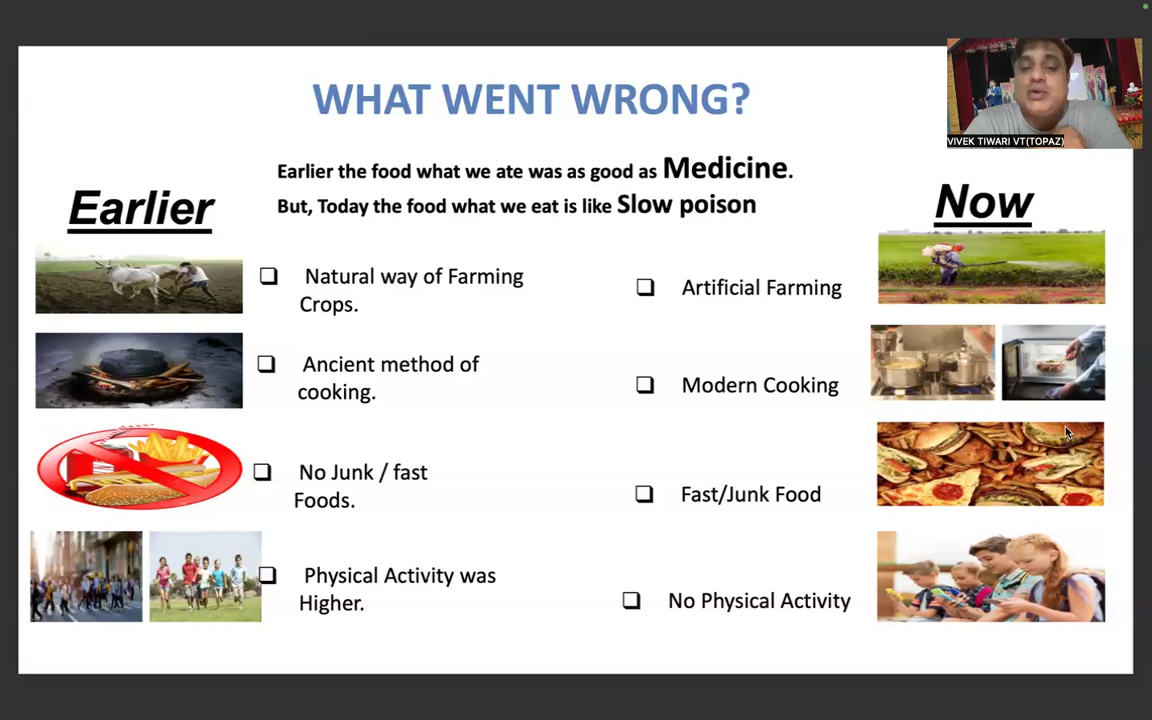 WHAT WENT WRONG?
VIVEK TIWARI VT(TOPAZ)
Earlier the food what we ate was as good as Medicine.
But, Today the food what we eat is like Slow poison
Earlier
Now
Natural way of Farming
Crops.
Artificial Farming
Ancient method of
cooking.
Modern Cooking
No Junk / fast
Foods.
Fast/Junk Food
Physical Activity was
Higher.
No Physical Activity